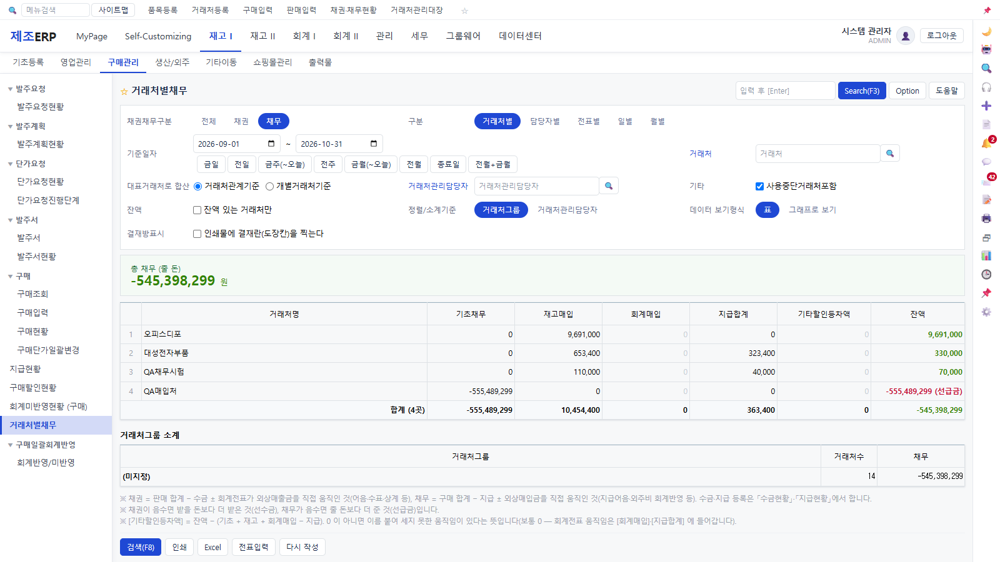 메뉴검색 사이트맵 품목등록 거래처등록 구매입력 판매입력 채권·채무현황 거래처관리대장 ☆
제조ERP MyPage Self-Customizing 재고 I 재고 II 회계 I 회계 II 관리 세무 그룹웨어 데이터센터 시스템 관리자 ADMIN 로그아웃
기초등록 영업관리 구매관리 생산/외주 기타이동 쇼핑몰관리 출력물
▼ 발주요청
발주요청현황
▼ 발주계획
발주계획현황
▼ 단가요청
단가요청현황
단가요청진행단계
▼ 발주서
발주서
발주서현황
▼ 구매
구매조회
구매입력
구매현황
구매단가일괄변경
지급현황
구매할인현황
회계미반영현황 (구매)
거래처별채무
▼ 구매일괄회계반영
회계반영/미반영
☆ 거래처별채무 입력 후 [Enter] Search(F3) Option 도움말
채권채무구분 전체 채권 채무 구분 거래처별 담당자별 전표별 일별 월별
기준일자 2026-09-01 ~ 2026-10-31
금일 전일 금주(~오늘) 전주 금월(~오늘) 전월 종료일 전월+금월
거래처 거래처
대표거래처로 합산 거래처관계기준 개별거래처기준 거래처관리담당자 거래처관리담당자 기타 사용중단거래처포함
잔액 잔액 있는 거래처만 정렬/소계기준 거래처그룹 거래처관리담당자 데이터 보기형식 표 그래프로 보기
결재방표시 인쇄물에 결재란(도장칸)을 찍는다
총 채무 (줄 돈)
-545,398,299 원
거래처명 기초채무 재고매입 회계매입 지급합계 기타할인등차액 잔액
1 오피스디포 0 9,691,000 0 0 0 9,691,000
2 대성전자부품 0 653,400 0 323,400 0 330,000
3 QA채무시험 0 110,000 0 40,000 0 70,000
4 QA매입처 -555,489,299 0 0 0 0 -555,489,299 (선급금)
합계 (4곳) -555,489,299 10,454,400 0 363,400 0 -545,398,299
거래처그룹 소계
거래처그룹 거래처수 채무
(미지정) 14 -545,398,299
※ 채권 = 판매 합계 − 수금 ± 회계전표가 외상매출금을 직접 움직인 것(어음·수표·상계 등), 채무 = 구매 합계 − 지급 ± 외상매입금을 직접 움직인 것(지급어음·외주비 회계반영 등). 수금·지급 등록은 「수금현황」·「지급현황」에서 합니다.
※ 채권이 음수면 받을 돈보다 더 받은 것(선수금), 채무가 음수면 줄 돈보다 더 준 것(선급금)입니다.
※ [기타할인등차액] = 잔액 − (기초 + 재고 + 회계매입 − 지급). 0 이 아니면 이름 붙여 세지 못한 움직임이 있다는 뜻입니다(보통 0 — 회계전표 움직임은 [회계매입]·[지급합계] 에 들어갑니다).
검색(F8) 인쇄 Excel 전표입력 다시 작성
2
42